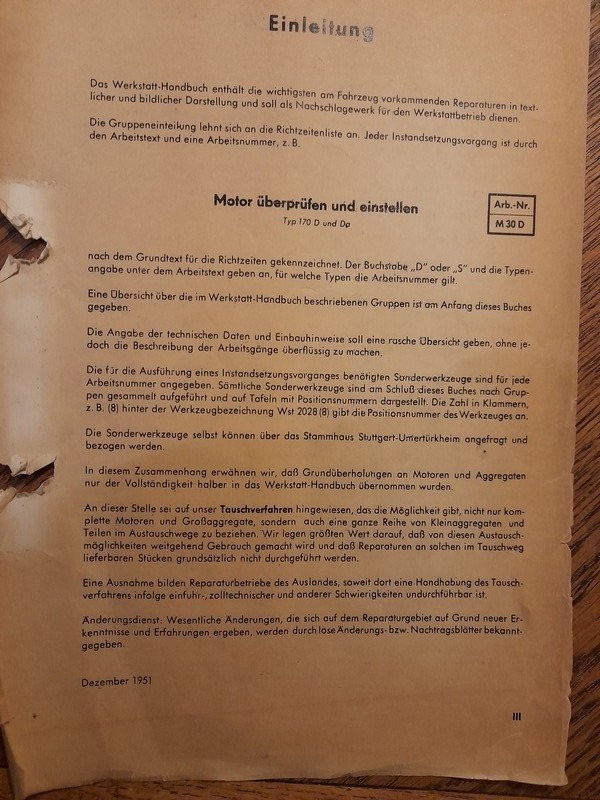 Einleitung
Das Werkstatt-Handbuch enthält die wichtigsten am Fahrzeug vorkommenden Reparaturen in text-
licher und bildlicher Darstellung und soll als Nachschlagewerk für den Werkstattbetrieb dienen.
Die Gruppeneinteilung lehnt sich an die Richtzeitenliste an. Jeder Instandsetzungsvorgang ist durch
den Arbeitstext und eine Arbeitsnummer, z. B.
Motor überprüfen und einstellen
Typ 170 D und Da
Arb.-Nr.
M 30 D
nach dem Grundtext für die Richtzeiten gekennzeichnet. Der Buchstabe „D" oder „S" und die Typen-
angabe unter dem Arbeitstext geben an, für welche Typen die Arbeitsnummer gilt.
Eine Übersicht über die im Werkstatt-Handbuch beschriebenen Gruppen ist am Anfang dieses Buches
gegeben.
Die Angabe der technischen Daten und Einbauhinweise soll eine rasche Übersicht geben, ohne je-
doch die Beschreibung der Arbeitsgänge überflüssig zu machen.
Die für die Ausführung eines Instandsetzungsvorganges benötigten Sonderwerkzeuge sind für jede
Arbeitsnummer angegeben. Sämtliche Sonderwerkzeuge sind am Schluß dieses Buches nach Grup-
pen gesammelt aufgeführt und auf Tafeln mit Positionsnummern dargestellt. Die Zahl in Klammern,
z. B. (8) hinter der Werkzeugbezeichnung Wst 2028 (8) gibt die Positionsnummer des Werkzeuges an.
Die Sonderwerkzeuge selbst können über das Stammhaus Stuttgart-Untertürkheim angefragt und
bezogen werden.
In diesem Zusammenhang erwähnen wir, daß Grundüberholungen an Motoren und Aggregaten
nur der Vollständigkeit halber in das Werkstatt-Handbuch übernommen wurden.
An dieser Stelle sei auf unser Tauschverfahren hingewiesen, das die Möglichkeit gibt, nicht nur kom-
plette Motoren und Großaggregate, sondern auch eine ganze Reihe von Kleinaggregaten und
Teilen im Austauschwege zu beziehen. Wir legen größten Wert darauf, daß von diesen Austausch-
möglichkeiten weitgehend Gebrauch gemacht wird und daß Reparaturen an solchen im Tauschweg
lieferbaren Stücken grundsätzlich nicht durchgeführt werden.
Eine Ausnahme bilden Reparaturbetriebe des Auslandes, soweit dort eine Handhabung des Tausch-
verfahrens infolge einfuhr-, zolltechnischer und anderer Schwierigkeiten undurchführbar ist.
Änderungsdienst: Wesentliche Änderungen, die sich auf dem Reparaturgebiet auf Grund neuer Er-
kenntnisse und Erfahrungen ergeben, werden durch lose Änderungs- bzw. Nachtragsblätter bekannt-
gegeben.
Dezember 1951
III